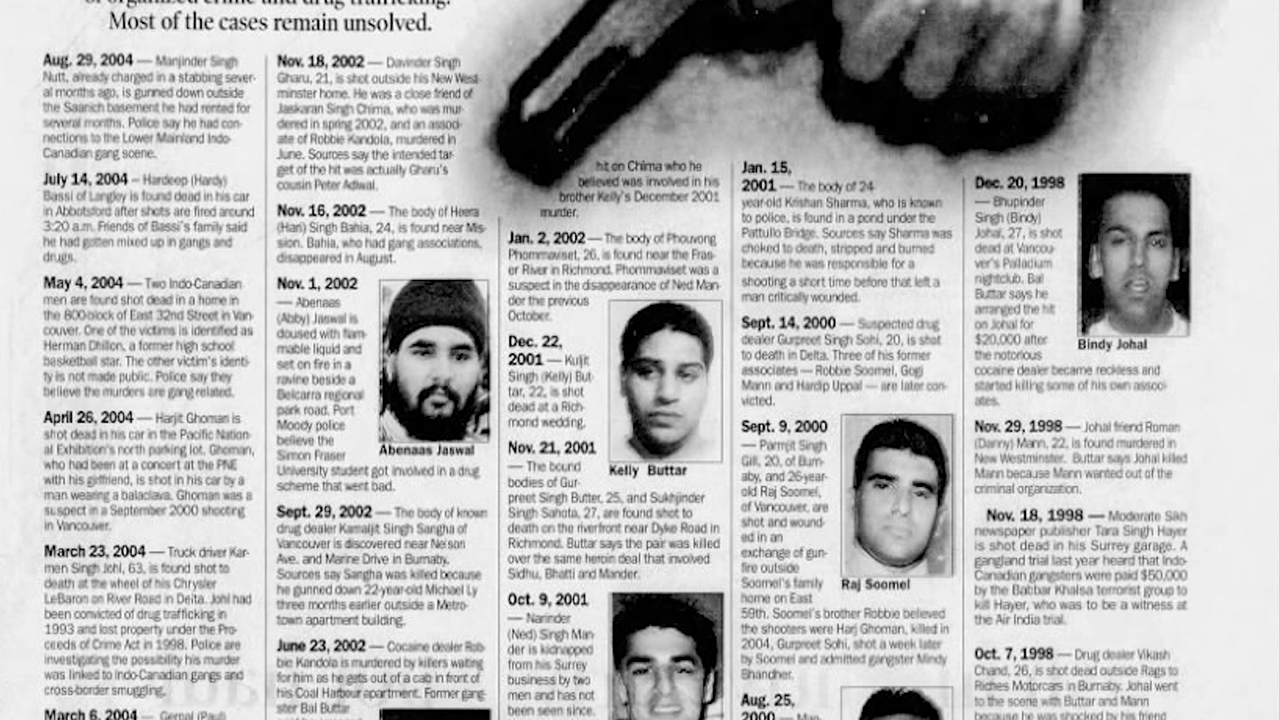 Most of the cases remain unsolved.
Aug. 29, 2004 — Manjinder Singh
Nutt, already charged in a stabbing sever-
al months ago, is gunned down outside
the Saanich basement he had rented for
several months. Police say he had con-
nections to the Lower Mainland Indo-
Canadian gang scene.
July 14, 2004 – Hardeep (Hardy)
Bassi of Langley is found dead in his car
in Abbotsford after shots are fired around
3:20 a.m. Friends of Bassi's family said
he had gotten mixed up in gangs and
drugs.
May 4, 2004 — Two Indo-Canadian
men are found shot dead in a home in
the 800-block of East 32nd Street in Van-
couver. One of the victims is identified as
Herman Dhillon, a former high school
basketball star. The other victim's identi-
ty is not made public. Police say they
believe the murders are gang-related.
April 26, 2004 — Harjit Ghoman is
shot dead in his car in the Pacific Nation-
al Exhibition's north parking lot. Ghoman,
who had been at a concert at the PNE
with his girlfriend, is shot in his car by a
man wearing a balaclava. Ghoman was a
suspect in a September 2000 shooting
in Vancouver.
March 23, 2004 — Truck driver Kar-
men Singh Johl, 63, is found shot to
death at the wheel of his Chrysler
LeBaron on River Road in Delta. Johl had
been convicted of drug trafficking in
1993 and lost property under the Pro-
ceeds of Crime Act in 1998. Police are
investigating the possibility his murder
was linked to Indo-Canadian gangs and
cross-border smuggling.
March 6, 2004 — Gernal (Paul)
Nov. 18, 2002 — Davinder Singh
Gharu, 21, is shot outside his New West-
minster home. He was a close friend of
Jaskaran Singh Chima, who was mur-
dered in spring 2002, and an associ-
ate of Robbie Kandola, murdered in
June. Sources say the intended tar-
get of the hit was actually Gharu's
cousin Peter Adiwal.
Nov. 16, 2002 — The body of Heera
(Hari) Singh Bahia, 24, is found near Mis-
sion. Bahia, who had gang associations,
disappeared in August.
Nov. 1, 2002
— Abenaas
(Abby) Jaswal is
doused with flam-
mable liquid and
set on fire in a
ravine beside a
Belcarra regional
park road. Port
Moody police
believe the
Simon Fraser
University student got involved in a drug
scheme that went bad.
Abenaas Jaswal
Sept. 29, 2002 — The body of known
drug dealer Kamaljit Singh Sangha of
Vancouver is discovered near Nelson
Ave. and Marine Drive in Burnaby.
Sources say Sangha was killed because
he gunned down 22-year-old Michael Ly
three months earlier outside a Metro-
town apartment building.
June 23, 2002 — Cocaine dealer Rob-
bie Kandola is murdered by killers waiting
for him as he gets out of a cab in front of
his Coal Harbour apartment. Former gang-
ster Bal Buttar
hit on Chima who he
believed was involved in his
brother Kelly's December 2001
murder.
Jan. 2, 2002 — The body of Phouvong
Phommaviset, 26, is found near the Fras-
er River in Richmond. Phommaviset was a
suspect in the disappearance of Ned Man-
der the previous
October.
Dec. 22,
2001 — Kuljit
Singh (Kelly) But-
tar, 22, is shot
dead at a Rich-
mond wedding.
Kelly Buttar
Nov. 21, 2001
— The bound
bodies of Gur-
preet Singh Butter, 25, and Sukhjinder
Singh Sahota, 27, are found shot to
death on the riverfront near Dyke Road in
Richmond. Buttar says the pair was killed
over the same heroin deal that involved
Sidhu, Bhatti and Mander.
Oct. 9, 2001
— Narinder
(Ned) Singh Man-
der is kidnapped
from his Surrey
business by two
men and has not
been seen since.
Jan. 15,
2001 — The body of 24
year-old Krishan Sharma, who is known
to police, is found in a pond under the
Pattullo Bridge. Sources say Sharma was
choked to death, stripped and burned
because he was responsible for a
shooting a short time before that left a
man critically wounded.
Sept. 14, 2000 — Suspected drug
dealer Gurpreet Singh Sohi, 20, is shot
to death in Delta. Three of his former
associates — Robbie Soomel, Gogi
Mann and Hardip Uppal — are later con-
victed.
Sept. 9, 2000
— Parmjit Singh
Gill, 20, of Burn-
aby, and 26-year-
old Raj Soomel,
of Vancouver, are
shot and wound-
ed in an
exchange of gun-
fire outside
Soomel's family
home on East
59th. Soomel's brother Robbie believed
the shooters were Harj Ghoman, killed in
2004, Gurpreet Sohi, shot a week later
by Soomel and admitted gangster Mindy
Bhandher.
Raj Soomel
Aug. 25,
2000 — Man-
Dec. 20, 1998
— Bhupinder
Singh (Bindy)
Johal, 27, is shot
dead at Vancou-
ver's Palladium
nightclub. Bal
Buttar says he
arranged the hit
on Johal for
$20,000 after
the notorious
cocaine dealer became reckless and
started killing some of his own associ-
ates.
Bindy Johal
Nov. 29, 1998 — Johal friend Roman
(Danny) Mann, 22, is found murdered in
New Westminster. Buttar says Johal killed
Mann because Mann wanted out of the
criminal organization.
Nov. 18, 1998 — Moderate Sikh
newspaper publisher Tara Singh Hayer
is shot dead in his Surrey garage. A
gangland trial last year heard that Indo-
Canadian gangsters were paid $50,000
by the Babbar Khalsa terrorist group to
kill Hayer, who was to be a witness at
the Air India trial.
Oct. 7, 1998 — Drug dealer Vikash
Chand, 26, is shot dead outside Rags to
Riches Motorcars in Burnaby. Johal went
to the scene with Buttar and Mann
because he was shocked by his friend